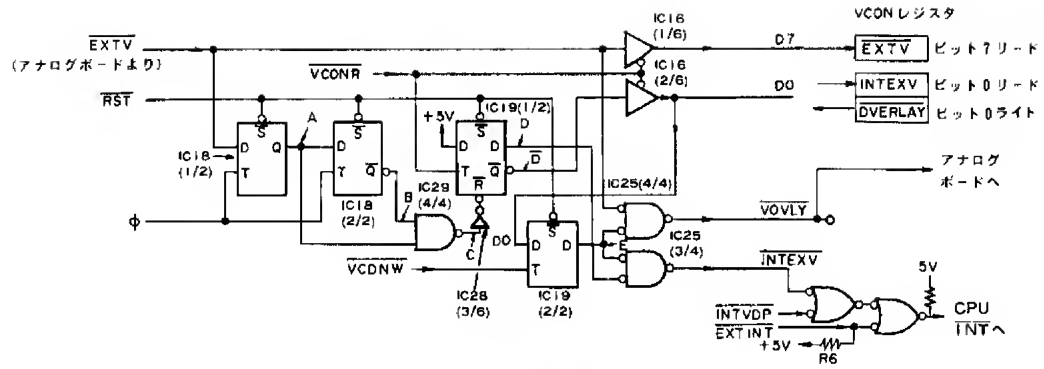 IC16
(1/6)
VCONレジスタ
EXTV
(アナログボードより)
D7
EXTV
ビット7リード
IC16
(2/6)
VCONR
D0
INTEXV
ビット0リード
RST
IC19(1/2)
OVERLAY
ビット0ライト
A
+5V
D
S
S
S
D
Q
D
D
D
IC18
(1/2)
T
Q
T
Q
D
アナログ
ボードへ
IC29
(4/4)
R
IC25(4/4)
T
IC18
(2/2)
B
VOVLY
φ
S
C
D0
D
D
E
IC25
(3/4)
INTEXV
VCDNW
T
5V
IC28
(3/6)
IC19
(2/2)
INTVDP
CPU
EXTINT
INTへ
+5V
R6